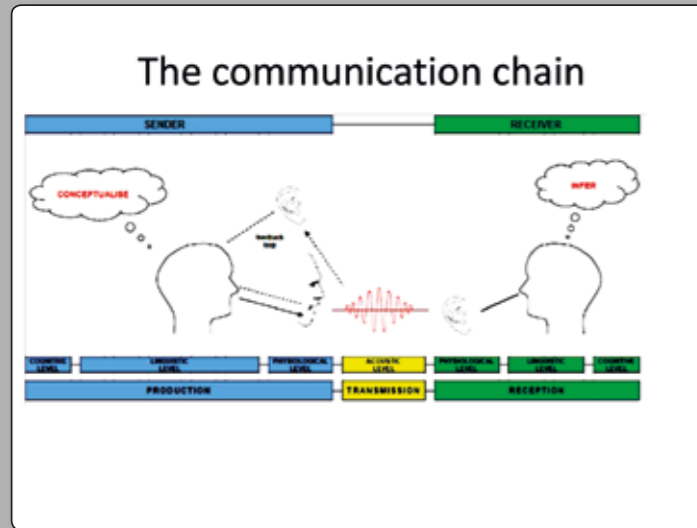 The communication chain
SENDER
RECEIVER
CONCEPTUALISE
INFER
feedback
loop
COGNITIVE
LEVEL
LINGUISTIC
LEVEL
PHYSIOLOGICAL
LEVEL
ACOUSTIC
LEVEL
PHYSIOLOGICAL
LEVEL
LINGUISTIC
LEVEL
COGNITIVE
LEVEL
PRODUCTION
TRANSMISSION
RECEPTION